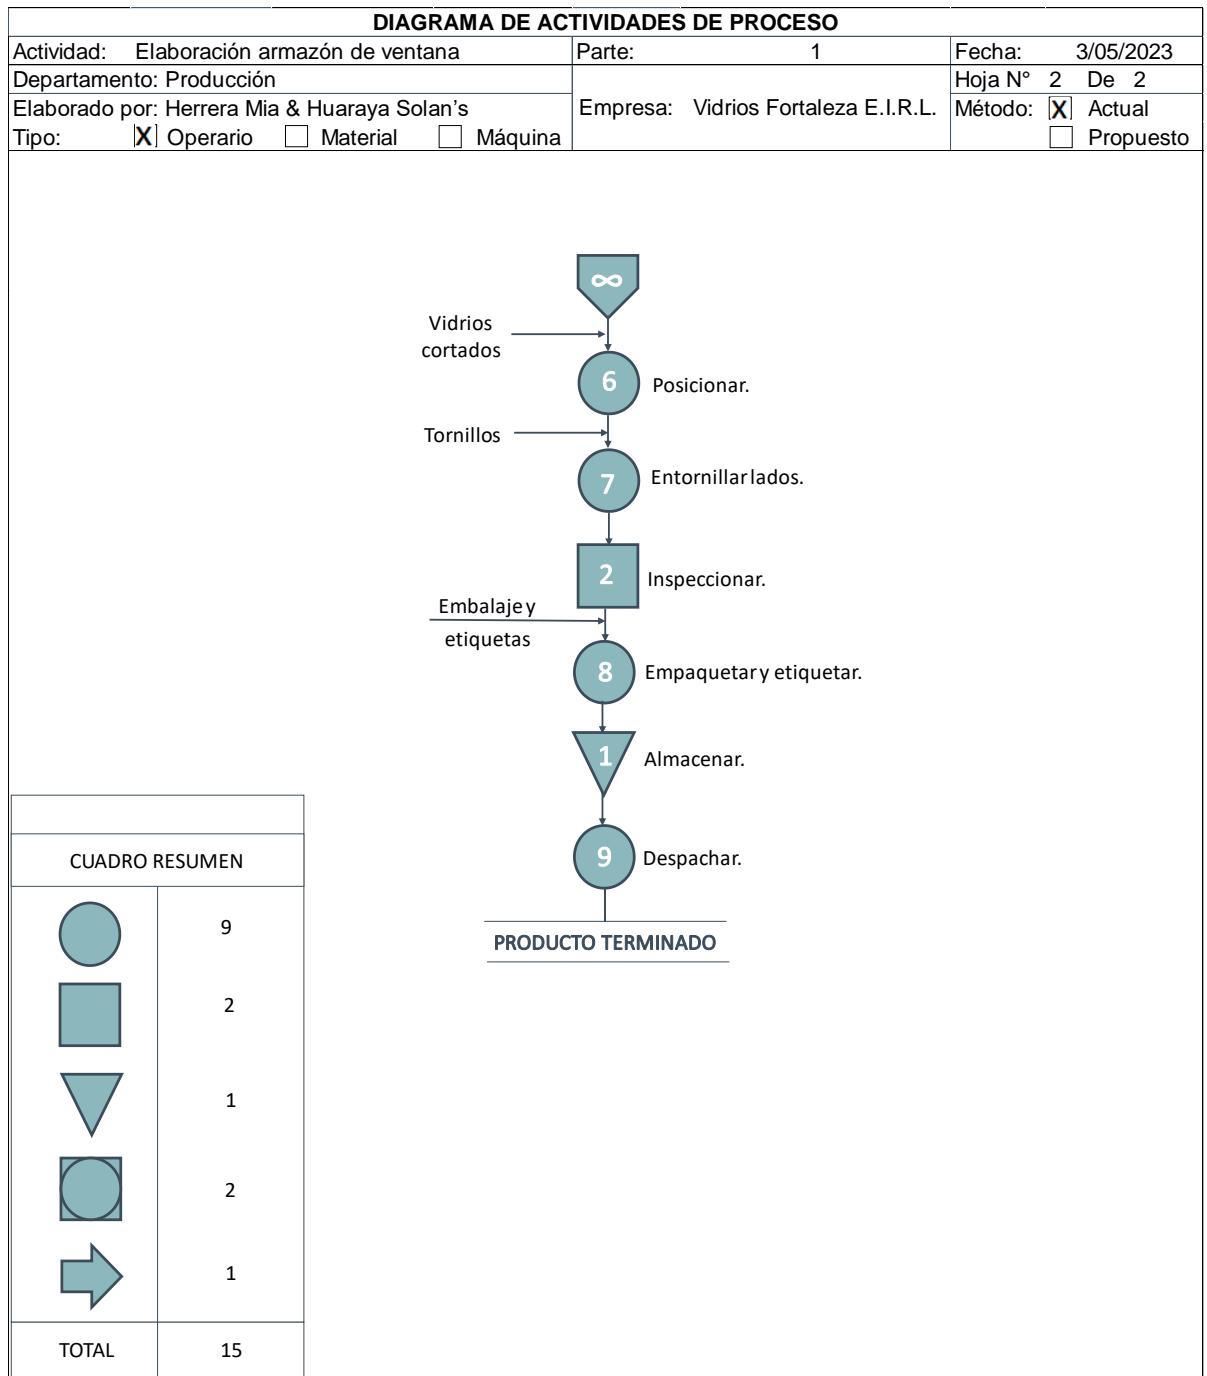 DIAGRAMA DE ACTIVIDADES DE PROCESO
Actividad: Elaboración armazón de ventana
Parte: 1
Fecha: 3/05/2023
Departamento: Producción
Hoja N° 2 De 2
Elaborado por: Herrera Mia & Huaraya Solan’s
Empresa: Vidrios Fortaleza E.I.R.L.
Método: X Actual
Tipo: X Operario Material Máquina
Propuesto
∞
Vidrios
cortados
6 Posicionar.
Tornillos
7 Entornillar lados.
2 Inspeccionar.
Embalaje y
etiquetas
8 Empaquetar y etiquetar.
1 Almacenar.
9 Despachar.
PRODUCTO TERMINADO
CUADRO RESUMEN
9
2
1
2
1
TOTAL 15